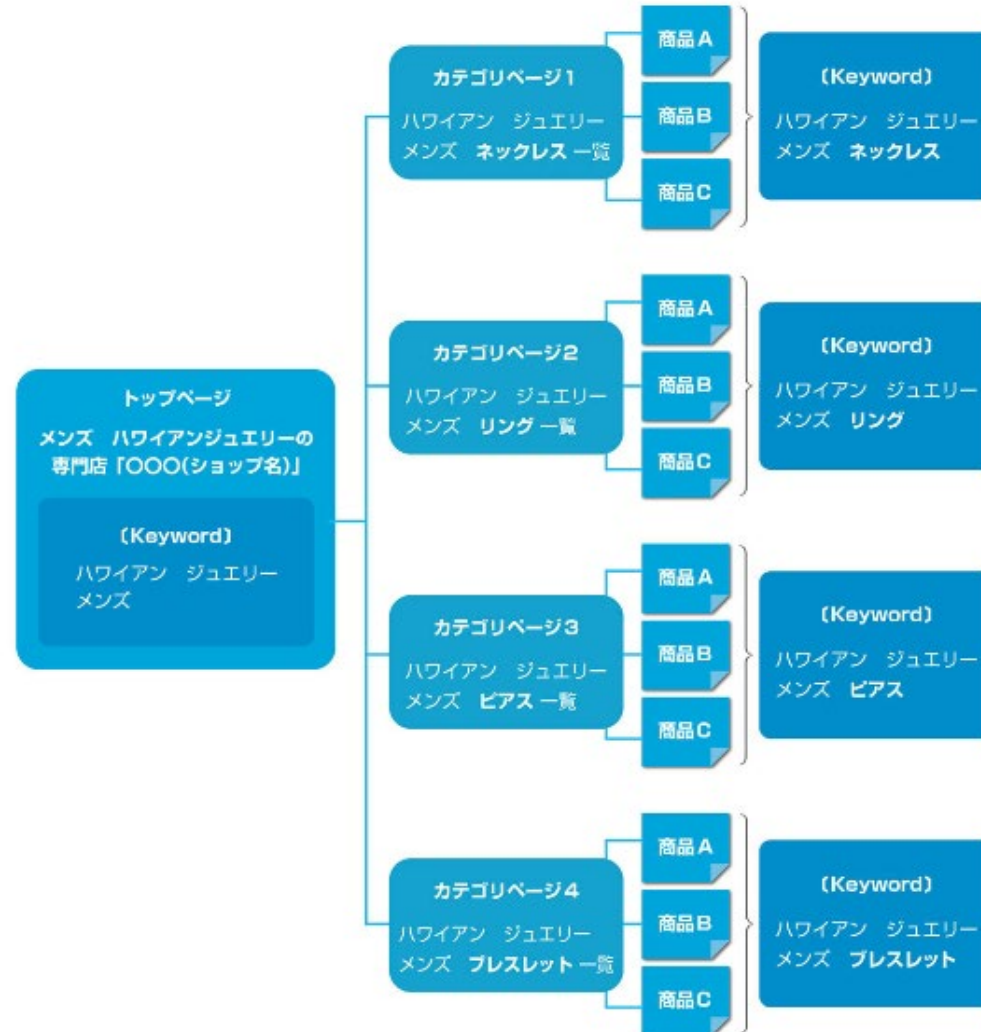 トップページ
メンズ　ハワイアンジュエリーの
専門店「〇〇〇(ショップ名)」
(Keyword)
ハワイアン　ジュエリー
メンズ
カテゴリページ1
ハワイアン　ジュエリー
メンズ　ネックレス 一覧
商品A
商品B
商品C
(Keyword)
ハワイアン　ジュエリー
メンズ　ネックレス
カテゴリページ2
ハワイアン　ジュエリー
メンズ　リング 一覧
商品A
商品B
商品C
(Keyword)
ハワイアン　ジュエリー
メンズ　リング
カテゴリページ3
ハワイアン　ジュエリー
メンズ　ピアス 一覧
商品A
商品B
商品C
(Keyword)
ハワイアン　ジュエリー
メンズ　ピアス
カテゴリページ4
ハワイアン　ジュエリー
メンズ　ブレスレット 一覧
商品A
商品B
商品C
(Keyword)
ハワイアン　ジュエリー
メンズ　ブレスレット